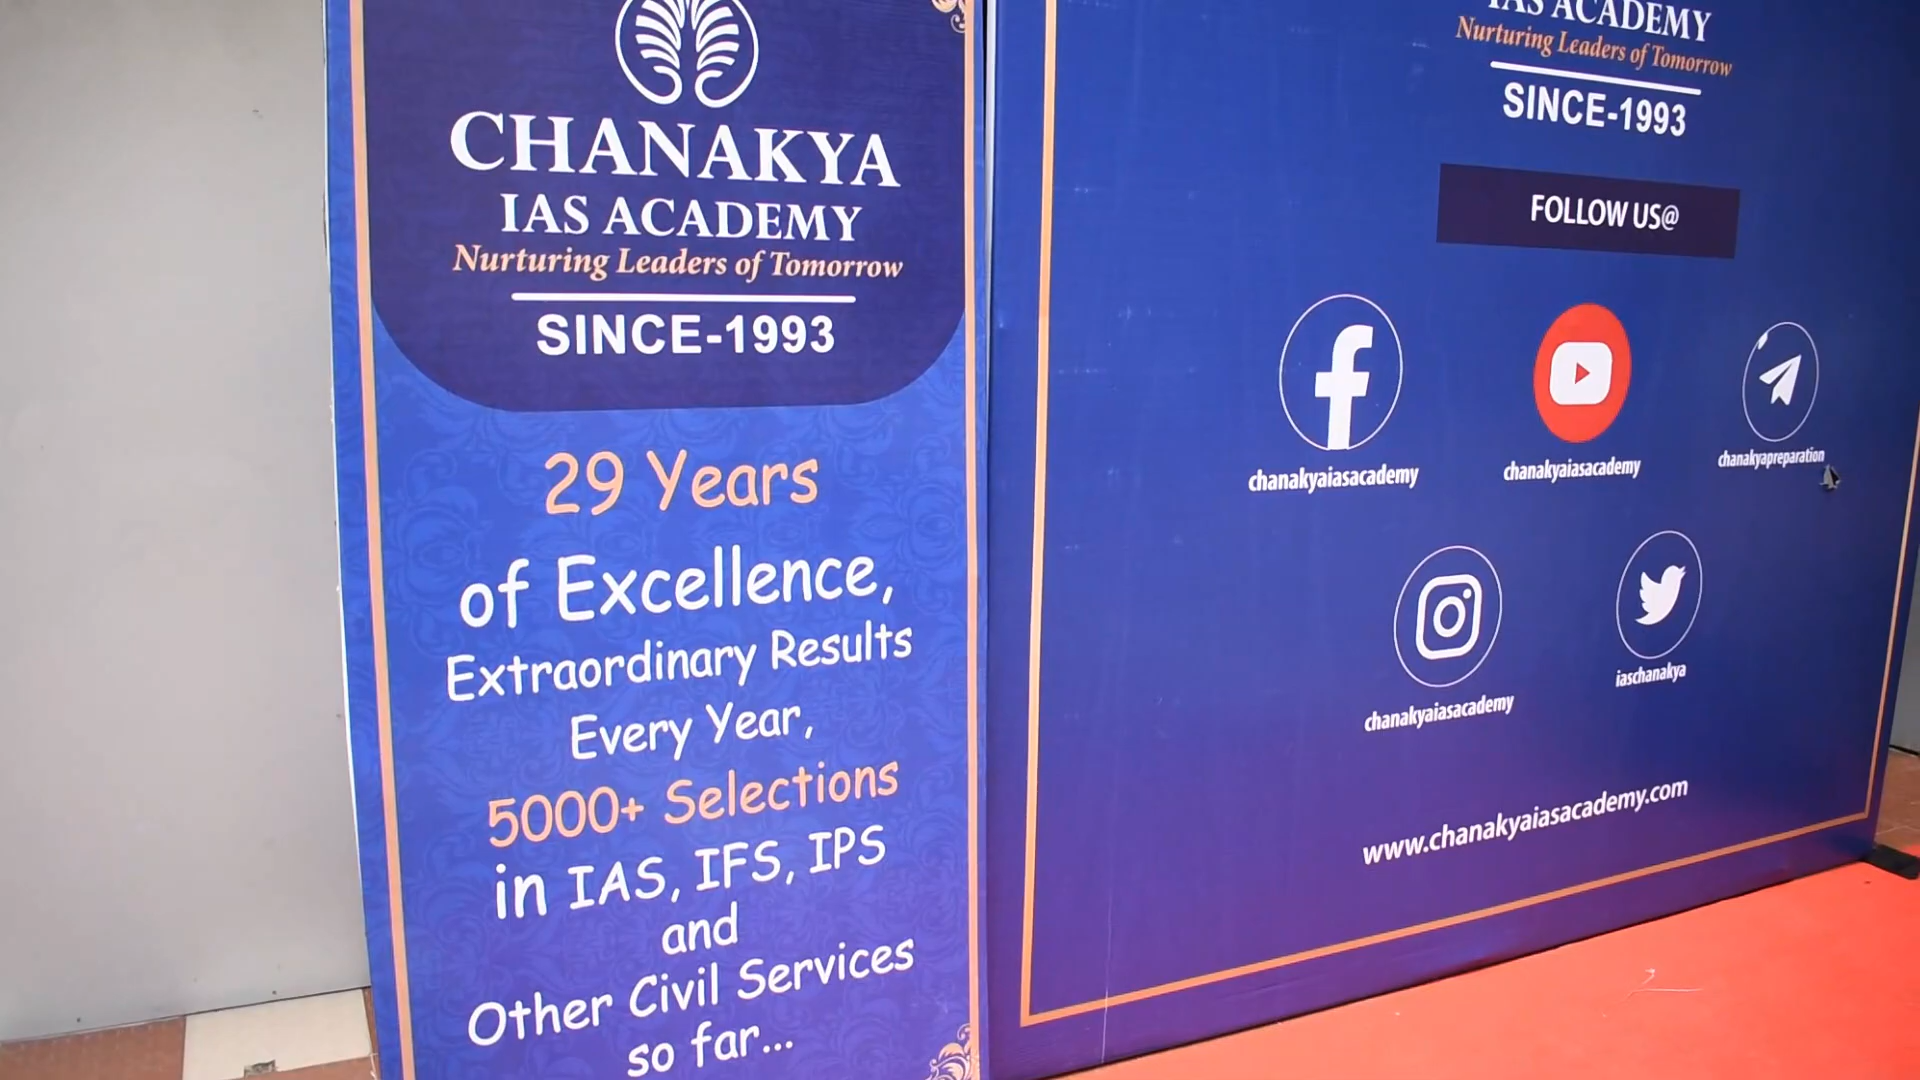 CHANAKYA
IAS ACADEMY
Nurturing Leaders of Tomorrow
SINCE-1993
29 Years
of Excellence,
Extraordinary Results
Every Year,
5000+ Selections
in IAS, IFS, IPS
and
Other Civil Services
so far...
IAS ACADEMY
Nurturing Leaders of Tomorrow
SINCE-1993
FOLLOW US@
chanakyaiasacademy
chanakyaiasacademy
chanakyapreparation
chanakyaiasacademy
iaschanakya
www.chanakyaiasacademy.com